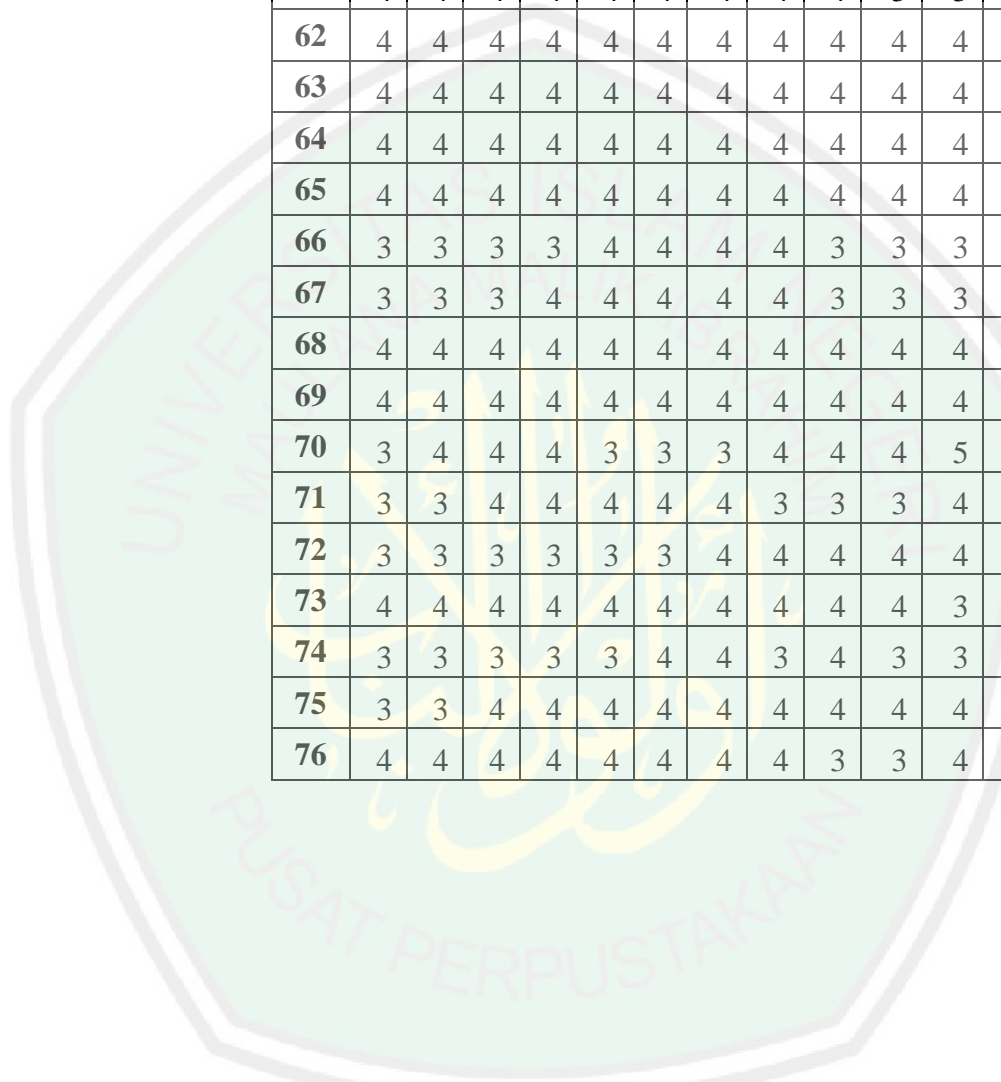 62 4 4 4 4 4 4 4 4 4 4 4
63 4 4 4 4 4 4 4 4 4 4 4
64 4 4 4 4 4 4 4 4 4 4 4
65 4 4 4 4 4 4 4 4 4 4 4
66 3 3 3 3 4 4 4 4 3 3 3
67 3 3 3 4 4 4 4 4 3 3 3
68 4 4 4 4 4 4 4 4 4 4 4
69 4 4 4 4 4 4 4 4 4 4 4
70 3 4 4 4 3 3 3 4 4 4 5
71 3 3 4 4 4 4 4 3 3 3 4
72 3 3 3 3 3 3 4 4 4 4 4
73 4 4 4 4 4 4 4 4 4 4 3
74 3 3 3 3 3 4 4 3 4 3 3
75 3 3 4 4 4 4 4 4 4 4 4
76 4 4 4 4 4 4 4 4 3 3 4
UNIVERSITAS ISLAM NEGERI
MAULANA MALIK IBRAHIM
PUSAT PERPUSTAKAAN